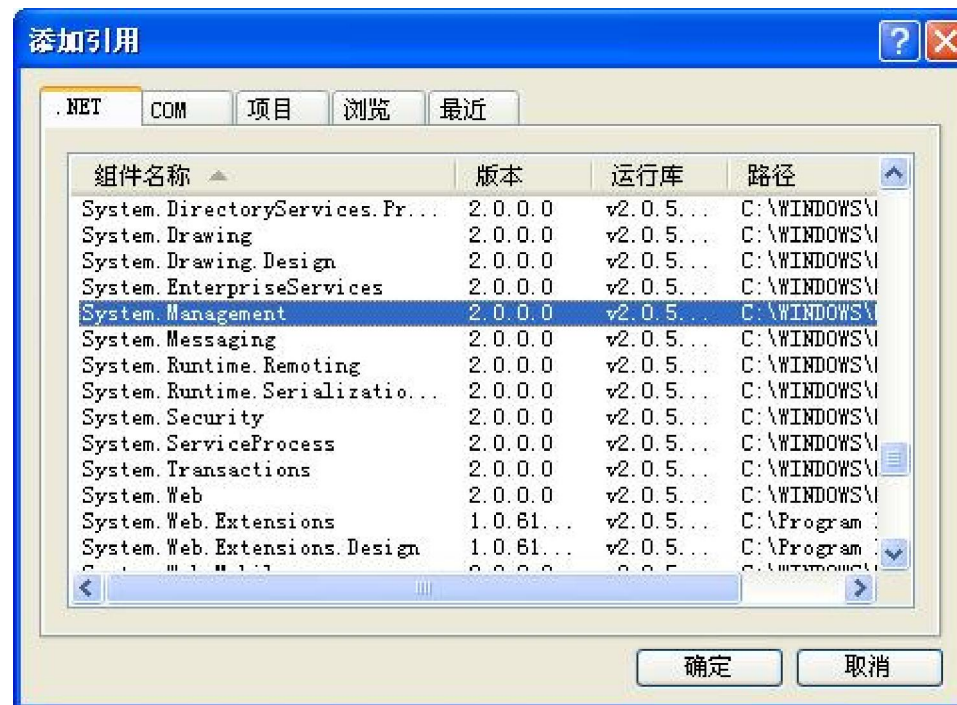 添加引用
.NET COM 项目 浏览 最近
组件名称 版本 运行库 路径
System.DirectoryServices.Pr... 2.0.0.0 v2.0.5... C:\WINDOWS\
System.Drawing 2.0.0.0 v2.0.5... C:\WINDOWS\
System.Drawing.Design 2.0.0.0 v2.0.5... C:\WINDOWS\
System.EnterpriseServices 2.0.0.0 v2.0.5... C:\WINDOWS\
System.Management 2.0.0.0 v2.0.5... C:\WINDOWS\
System.Messaging 2.0.0.0 v2.0.5... C:\WINDOWS\
System.Runtime.Remoting 2.0.0.0 v2.0.5... C:\WINDOWS\
System.Runtime.Serializatio... 2.0.0.0 v2.0.5... C:\WINDOWS\
System.Security 2.0.0.0 v2.0.5... C:\WINDOWS\
System.ServiceProcess 2.0.0.0 v2.0.5... C:\WINDOWS\
System.Transactions 2.0.0.0 v2.0.5... C:\WINDOWS\
System.Web 2.0.0.0 v2.0.5... C:\WINDOWS\
System.Web.Extensions 1.0.61... v2.0.5... C:\Program
System.Web.Extensions.Design 1.0.61... v2.0.5... C:\Program
确定 取消